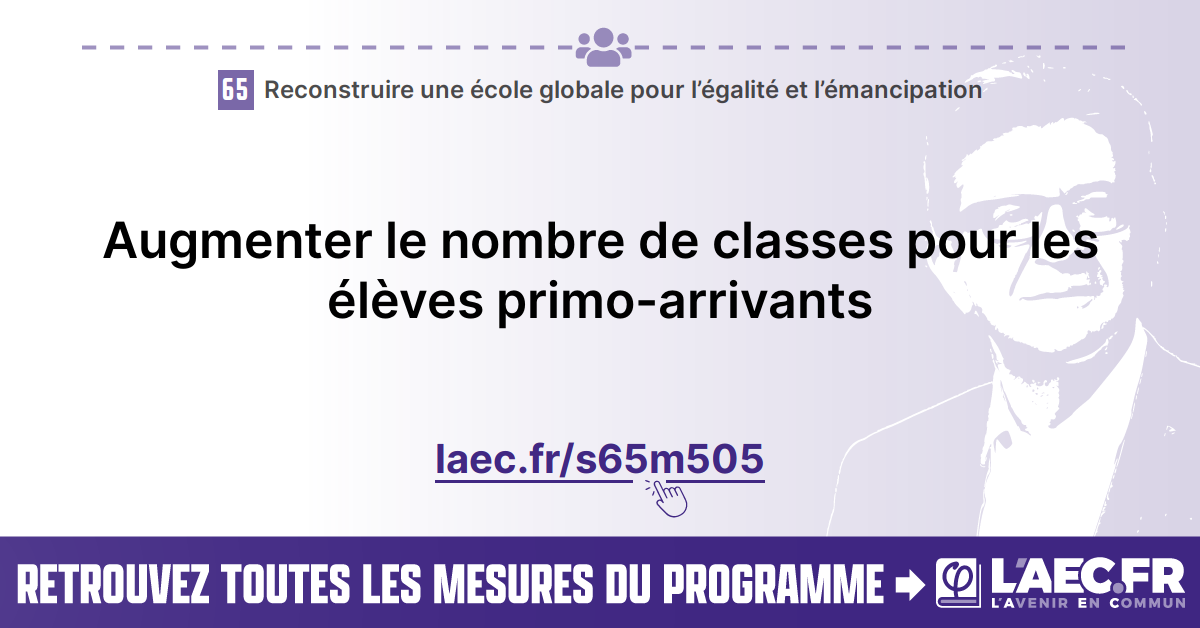 65 Reconstruire une école globale pour l’égalité et l’émancipation
Augmenter le nombre de classes pour les
élèves primo-arrivants
laec.fr/s65m505
RETROUVEZ TOUTES LES MESURES DU PROGRAMME
L'AEC.FR
L'AVENIR EN COMMUN